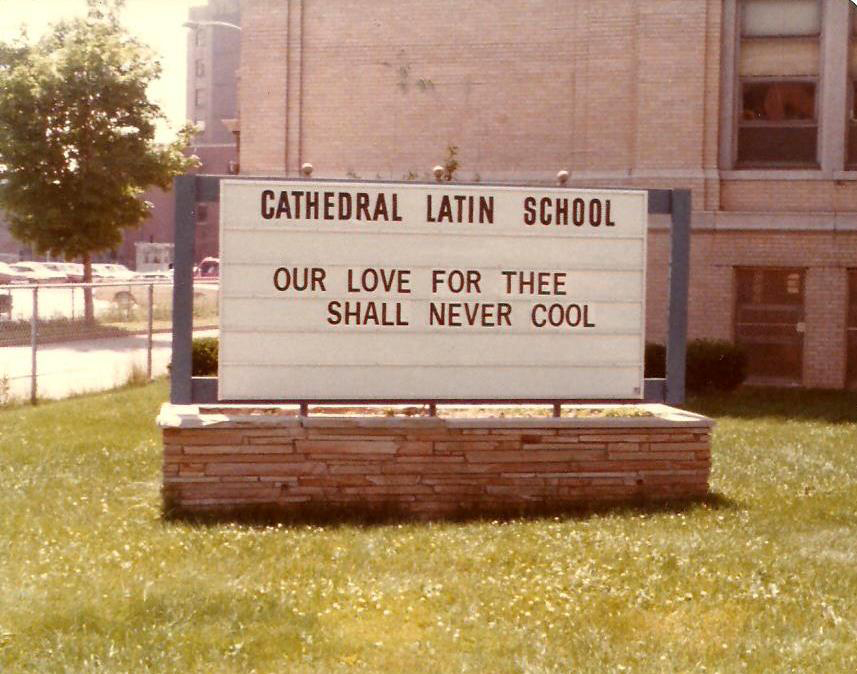 CATHEDRAL LATIN SCHOOL
OUR LOVE FOR THEE
SHALL NEVER COOL